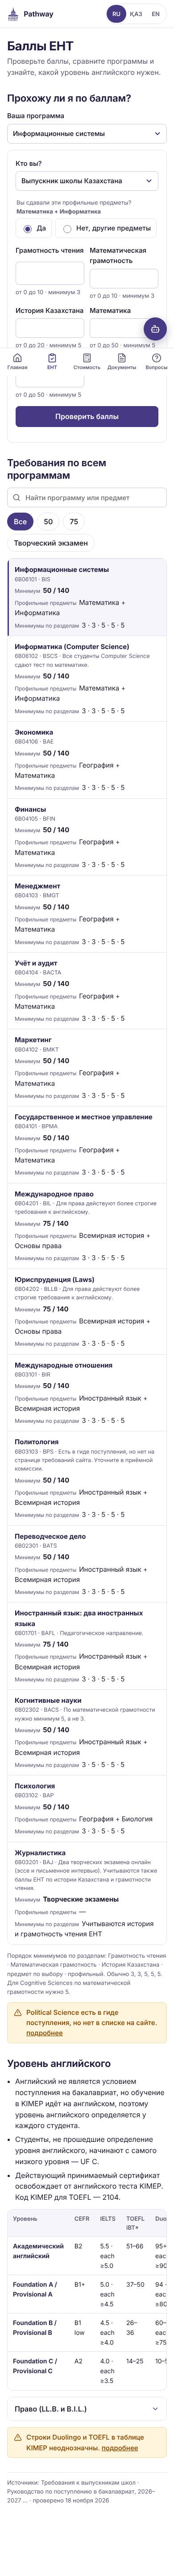 Pathway
RU
ҚАЗ
EN
Баллы ЕНТ
Проверьте баллы, сравните программы и
узнайте, какой уровень английского нужен.
Прохожу ли я по баллам?
Ваша программа
Информационные системы
Кто вы?
Выпускник школы Казахстана
Вы сдавали эти профильные предметы?
Математика + Информатика
Да
Нет, другие предметы
Грамотность чтения
Математическая
грамотность
от 0 до 10 · минимум 3
от 0 до 10 · минимум 3
История Казахстана
Математика
от 0 до 20 · минимум 5
от 0 до 50 · минимум 5
Главная
ЕНТ
Стоимость
Документы
Вопросы
от 0 до 50 · минимум 5
Проверить баллы
Требования по всем
программам
Найти программу или предмет
Все
50
75
Творческий экзамен
Информационные системы
6B06101 · BIS
Минимум 50 / 140
Профильные предметы Математика +
Информатика
Минимумы по разделам 3 · 3 · 5 · 5 · 5
Информатика (Computer Science)
6B06102 · BSCS · Все студенты Computer Science
сдают тест по математике.
Минимум 50 / 140
Профильные предметы Математика +
Информатика
Минимумы по разделам 3 · 3 · 5 · 5 · 5
Экономика
6B04106 · BAE
Минимум 50 / 140
Профильные предметы География +
Математика
Минимумы по разделам 3 · 3 · 5 · 5 · 5
Финансы
6B04105 · BFIN
Минимум 50 / 140
Профильные предметы География +
Математика
Минимумы по разделам 3 · 3 · 5 · 5 · 5
Менеджмент
6B04103 · BMGT
Минимум 50 / 140
Профильные предметы География +
Математика
Минимумы по разделам 3 · 3 · 5 · 5 · 5
Учёт и аудит
6B04104 · BACTA
Минимум 50 / 140
Профильные предметы География +
Математика
Минимумы по разделам 3 · 3 · 5 · 5 · 5
Маркетинг
6B04102 · BMKT
Минимум 50 / 140
Профильные предметы География +
Математика
Минимумы по разделам 3 · 3 · 5 · 5 · 5
Государственное и местное управление
6B04101 · BPMA
Минимум 50 / 140
Профильные предметы География +
Математика
Минимумы по разделам 3 · 3 · 5 · 5 · 5
Международное право
6B04201 · BIL · Для права действуют более строгие
требования к английскому.
Минимум 75 / 140
Профильные предметы Всемирная история +
Основы права
Минимумы по разделам 3 · 3 · 5 · 5 · 5
Юриспруденция (Laws)
6B04202 · BLLB · Для права действуют более
строгие требования к английскому.
Минимум 75 / 140
Профильные предметы Всемирная история +
Основы права
Минимумы по разделам 3 · 3 · 5 · 5 · 5
Международные отношения
6B03101 · BIR
Минимум 50 / 140
Профильные предметы Иностранный язык +
Всемирная история
Минимумы по разделам 3 · 3 · 5 · 5 · 5
Политология
6B03103 · BPS · Есть в гиде поступления, но нет на
странице требований сайта. Уточните в приёмной
комиссии.
Минимум 50 / 140
Профильные предметы Иностранный язык +
Всемирная история
Минимумы по разделам 3 · 3 · 5 · 5 · 5
Переводческое дело
6B02301 · BATS
Минимум 50 / 140
Профильные предметы Иностранный язык +
Всемирная история
Минимумы по разделам 3 · 3 · 5 · 5 · 5
Иностранный язык: два иностранных
языка
6B01701 · BAFL · Педагогическое направление.
Минимум 75 / 140
Профильные предметы Иностранный язык +
Всемирная история
Минимумы по разделам 3 · 3 · 5 · 5 · 5
Когнитивные науки
6B02302 · BACS · По математической грамотности
нужно минимум 5, а не 3.
Минимум 50 / 140
Профильные предметы Иностранный язык +
Всемирная история
Минимумы по разделам 3 · 5 · 5 · 5 · 5
Психология
6B03102 · BAP
Минимум 50 / 140
Профильные предметы География + Биология
Минимумы по разделам 3 · 3 · 5 · 5 · 5
Журналистика
6B03201 · BAJ · Два творческих экзамена онлайн
(эссе и письменное интервью). Учитываются также
баллы ЕНТ по истории Казахстана и грамотности
чтения.
Минимум Творческие экзамены
Профильные предметы —
Минимумы по разделам Учитываются история
и грамотность чтения ЕНТ
Порядок минимумов по разделам: Грамотность чтения
· Математическая грамотность · История Казахстана ·
предмет по выбору · профильный. Обычно 3, 3, 5, 5, 5.
Для Cognitive Sciences по математической
грамотности нужно 5.
Political Science есть в гиде
поступления, но нет в списке на сайте.
подробнее
Уровень английского
• Английский не является условием
поступления на бакалавриат, но обучение
в KIMEP идёт на английском, поэтому
уровень английского определяется у
каждого студента.
• Студенты, не прошедшие определение
уровня английского, начинают с самого
низкого уровня — UF C.
• Действующий принимаемый сертификат
освобождает от английского теста KIMEP.
Код KIMEP для TOEFL — 2104.
Уровень CEFR IELTS TOEFL iBT* Duo
Академический английский B2 5.5 · each ≥5.0 51–66 95+ eac ≥90
Foundation A / Provisional A B1+ 5.0 · each ≥4.5 37–50 94 · eac ≥80
Foundation B / Provisional B B1 low 4.5 · each ≥4.0 26–36 60– eac ≥75
Foundation C / Provisional C A2 4.0 · each ≥3.5 14–25 10–5
Право (LL.B. и B.I.L.)
Строки Duolingo и TOEFL в таблице
KIMEP неоднозначны. подробнее
Источники: Требования к выпускникам школ ·
Руководство по поступлению в бакалавриат, 2026–
2027 ... · проверено 18 ноября 2026